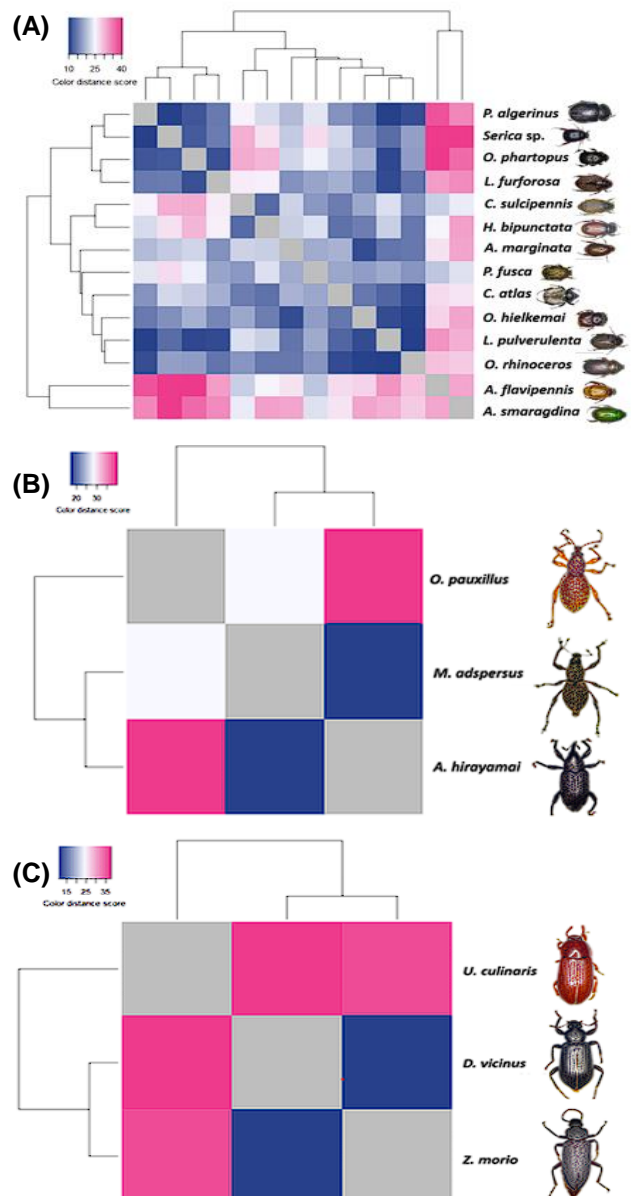 (A)
10 25 40
Color distance score
P. algerinus
Serica sp.
O. phartopus
L. furforosa
C. sulcipennis
H. bipunctata
A. marginata
P. fusca
C. atlas
O. hielkemai
L. pulverulenta
O. rhinoceros
A. flavipennis
A. smaragdina
(B)
20 30
Color distance score
O. pauxillus
M. adspersus
A. hirayamai
(C)
15 25 35
Color distance score
U. culinaris
D. vicinus
Z. morio